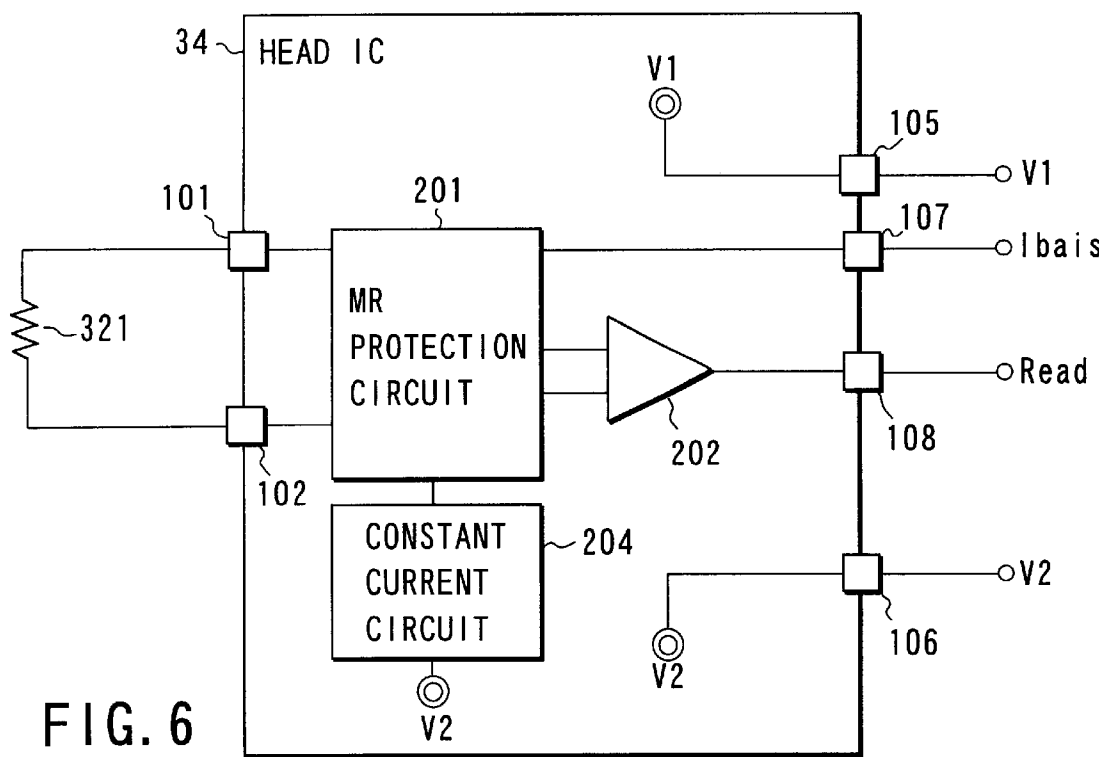 34
HEAD IC
V1
105
V1
101
201
107
Ibais
321
MR
PROTECTION
CIRCUIT
Read
202
108
102
CONSTANT
CURRENT
CIRCUIT
204
V2
106
V2
V2
FIG. 6